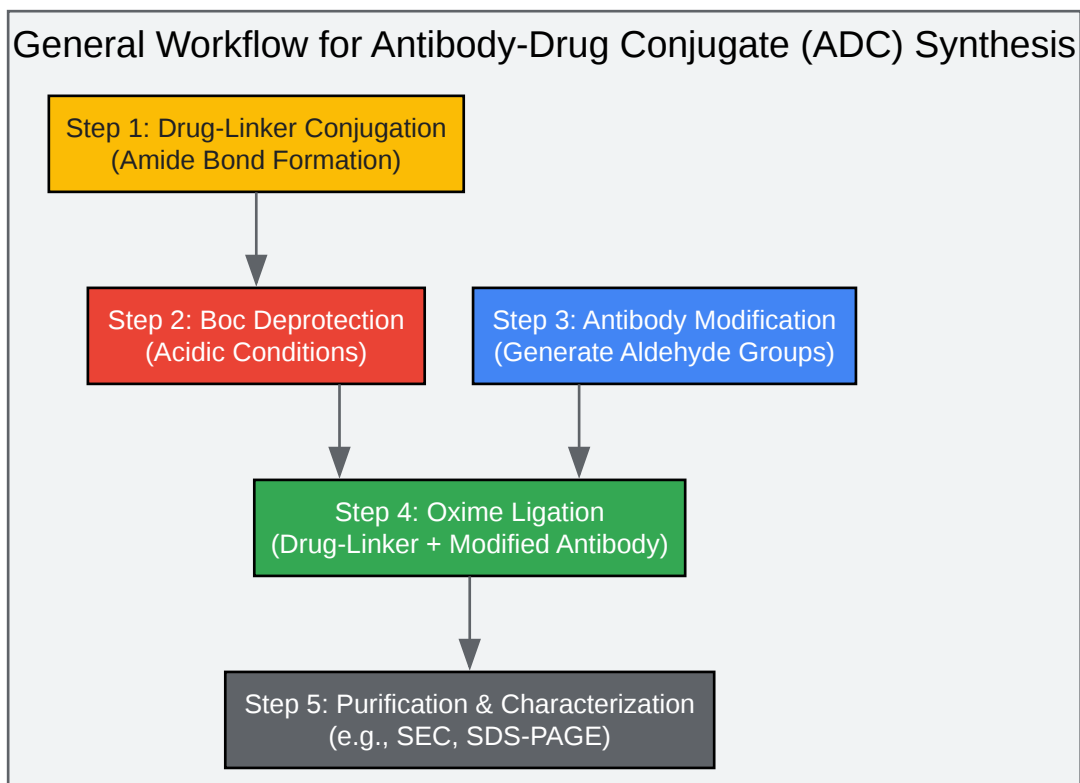 General Workflow for Antibody-Drug Conjugate (ADC) Synthesis
Step 1: Drug-Linker Conjugation
(Amide Bond Formation)
Step 2: Boc Deprotection
(Acidic Conditions)
Step 3: Antibody Modification
(Generate Aldehyde Groups)
Step 4: Oxime Ligation
(Drug-Linker + Modified Antibody)
Step 5: Purification & Characterization
(e.g., SEC, SDS-PAGE)